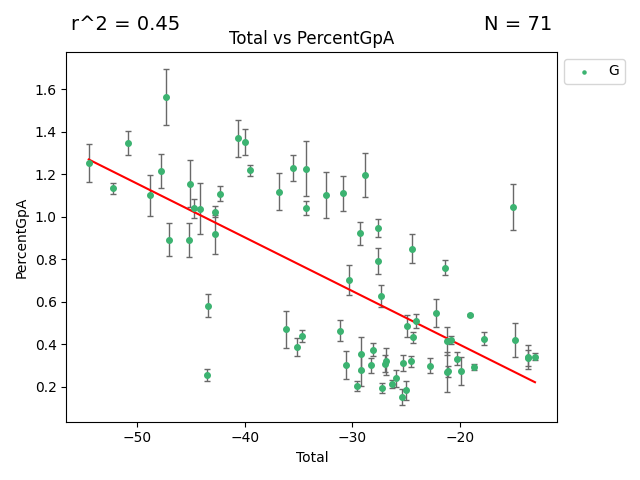 r^2 = 0.45
N = 71
Total vs PercentGpA
G
PercentGpA
1.6
1.4
1.2
1.0
0.8
0.6
0.4
0.2
−50
−40
−30
−20
Total